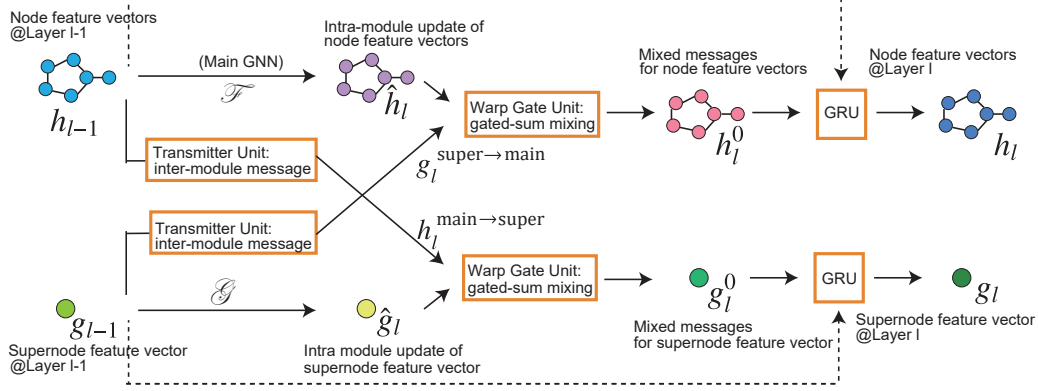 Node feature vectors
@Layer l-1
(Main GNN)
ℱ
h_{l−1}
Intra-module update of
node feature vectors
ĥ_l
Warp Gate Unit:
gated-sum mixing
Mixed messages
for node feature vectors
h_l^0
GRU
Node feature vectors
@Layer l
h_l
Transmitter Unit:
inter-module message
g_l^{super→main}
Transmitter Unit:
inter-module message
h_l^{main→super}
𝒢
g_{l−1}
Supernode feature vector
@Layer l-1
ĝ_l
Intra module update of
supernode feature vector
Warp Gate Unit:
gated-sum mixing
g_l^0
Mixed messages
for supernode feature vector
GRU
g_l
Supernode feature vector
@Layer l